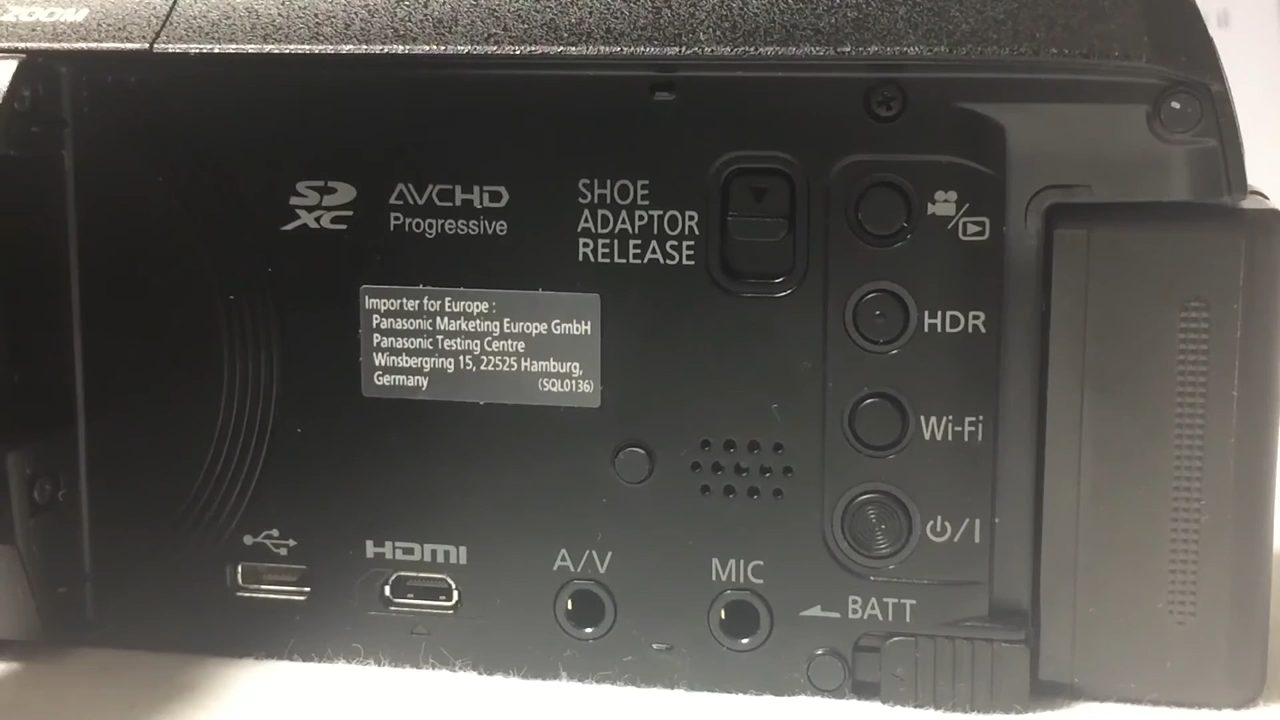 ZOOM
SD
XC
AVCHD
Progressive
SHOE
ADAPTOR
RELEASE
Importer for Europe :
Panasonic Marketing Europe GmbH
Panasonic Testing Centre
Winsbergring 15, 22525 Hamburg,
Germany (SQL0136)
HDR
Wi-Fi
HDMI
A/V
MIC
BATT